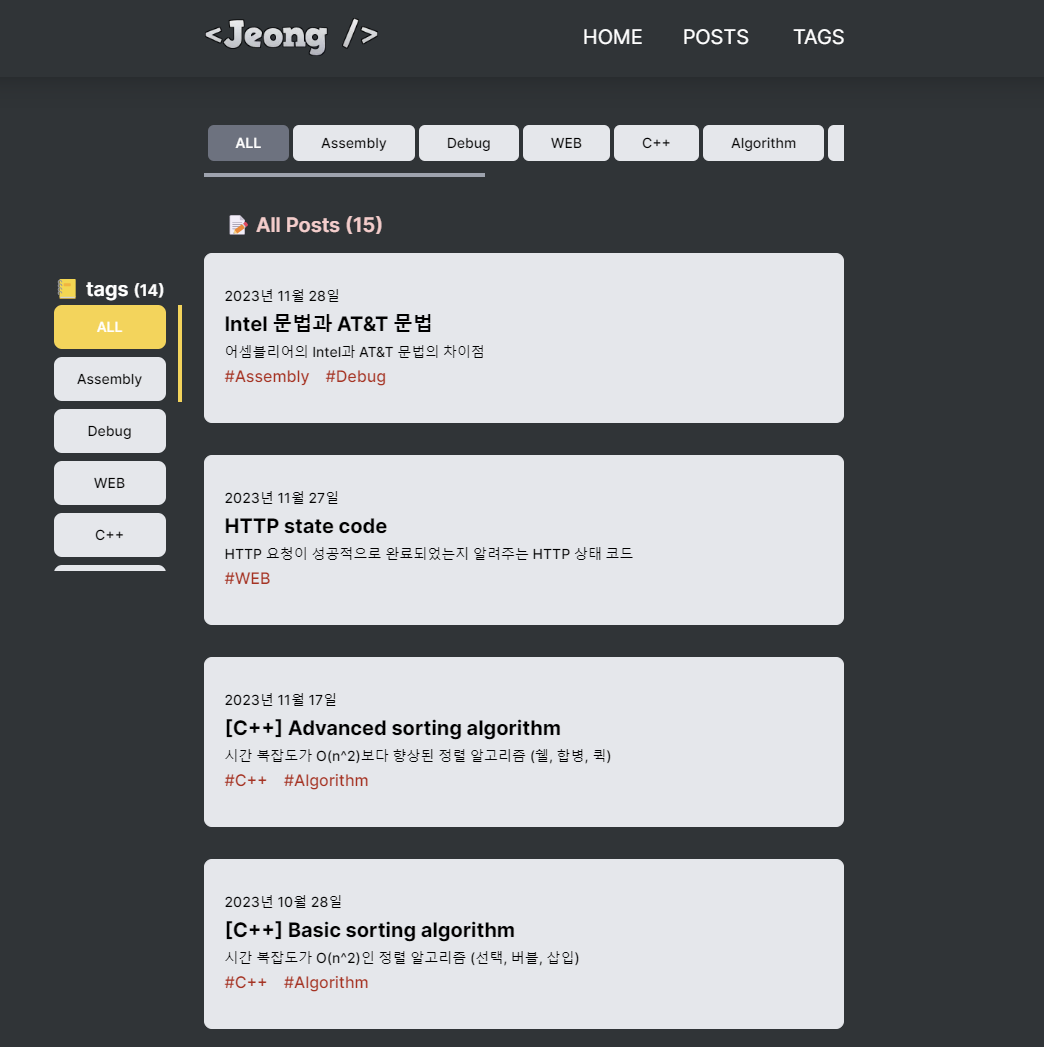 <Jeong />
HOME POSTS TAGS
ALL Assembly Debug WEB C++ Algorithm
All Posts (15)
tags (14)
ALL
Assembly
Debug
WEB
C++
2023년 11월 28일
Intel 문법과 AT&T 문법
어셈블리어의 Intel과 AT&T 문법의 차이점
#Assembly #Debug
2023년 11월 27일
HTTP state code
HTTP 요청이 성공적으로 완료되었는지 알려주는 HTTP 상태 코드
#WEB
2023년 11월 17일
[C++] Advanced sorting algorithm
시간 복잡도가 O(n^2)보다 향상된 정렬 알고리즘 (쉘, 합병, 퀵)
#C++ #Algorithm
2023년 10월 28일
[C++] Basic sorting algorithm
시간 복잡도가 O(n^2)인 정렬 알고리즘 (선택, 버블, 삽입)
#C++ #Algorithm